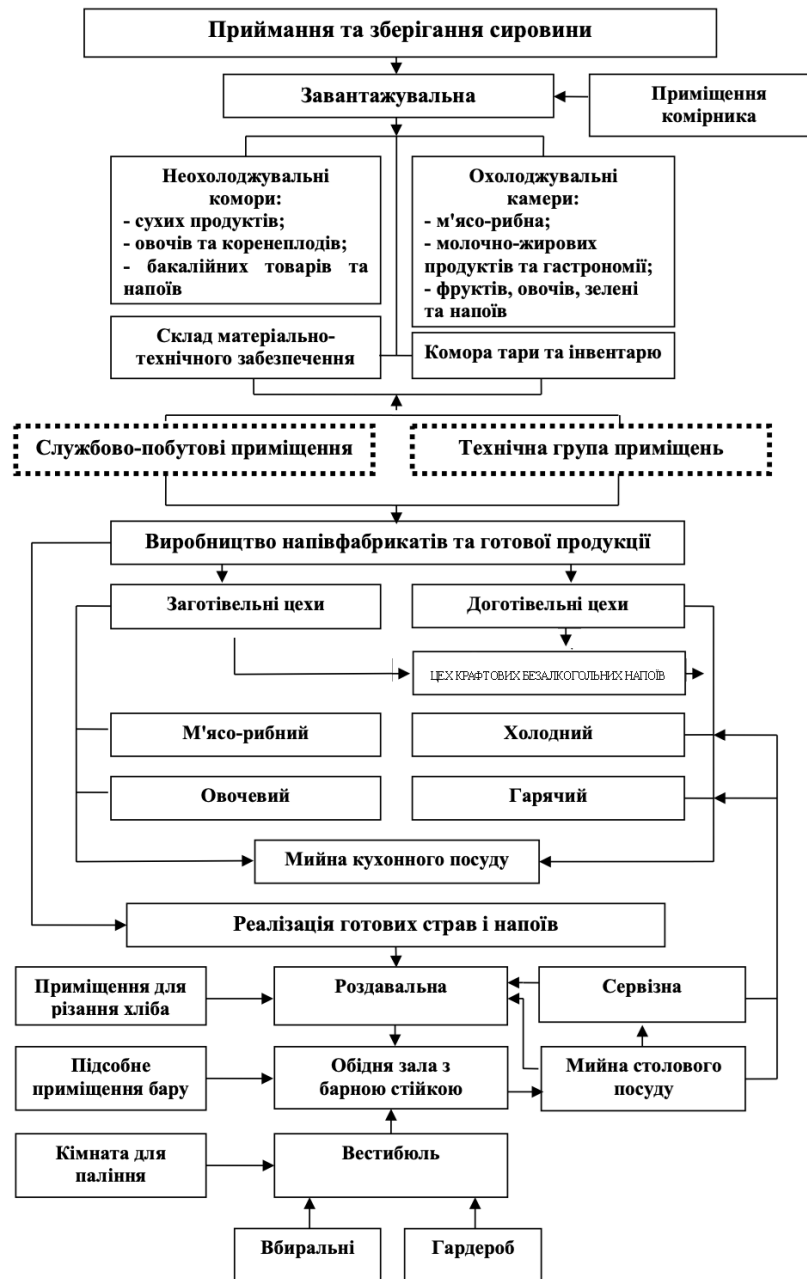 Приймання та зберігання сировини
Завантажувальна
Приміщення
комірника
Неохолоджувальні
комори:
- сухих продуктів;
- овочів та коренеплодів;
- бакалійних товарів та
напоїв
Охолоджувальні
камери:
- м'ясо-рибна;
- молочно-жирових
продуктів та гастрономії;
- фруктів, овочів, зелені
та напоїв
Склад матеріально-
технічного забезпечення
Комора тари та інвентарю
Службово-побутові приміщення
Технічна група приміщень
Виробництво напівфабрикатів та готової продукції
Заготівельні цехи
Доготівельні цехи
ЦЕХ КРАФТОВИХ БЕЗАЛКОГОЛЬНИХ НАПОЇВ
М'ясо-рибний
Холодний
Овочевий
Гарячий
Мийна кухонного посуду
Реалізація готових страв і напоїв
Приміщення для
різання хліба
Роздавальна
Сервізна
Підсобне
приміщення бару
Обідня зала з
барною стійкою
Мийна столового
посуду
Кімната для
паління
Вестибюль
Вбиральні
Гардероб